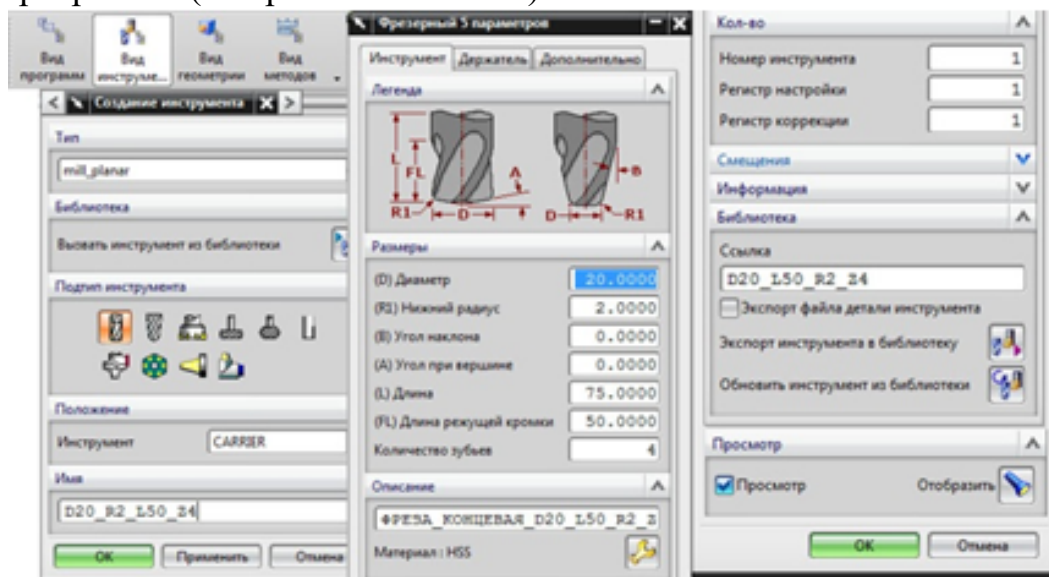 Вид программ
Вид инструме...
Вид геометрии
Вид методов
Создание инструмента
Тип
mill_planar
Библиотека
Вызвать инструмент из библиотеки
Подтип инструмента
Положение
Инструмент
CARRIER
Имя
D20_R2_L50_Z4
ОК
Применить
Отмена
Фрезерный 5 параметров
Инструмент
Держатель
Дополнительно
Легенда
L
FL
A
B
R1
D
D
R1
Размеры
(D) Диаметр
20.0000
(R1) Нижний радиус
2.0000
(B) Угол наклона
0.0000
(A) Угол при вершине
0.0000
(L) Длина
75.0000
(FL) Длина режущей кромки
50.0000
Количество зубьев
4
Описание
ФРЕЗА_КОНЦЕВАЯ_D20_L50_R2_Z
Материал : HSS
Кол-во
Номер инструмента
1
Регистр настройки
1
Регистр коррекции
1
Смещения
Информация
Библиотека
Ссылка
D20_L50_R2_Z4
Экспорт файла детали инструмента
Экспорт инструмента в библиотеку
Обновить инструмент из библиотеки
Просмотр
Просмотр
Отобразить
ОК
Отмена